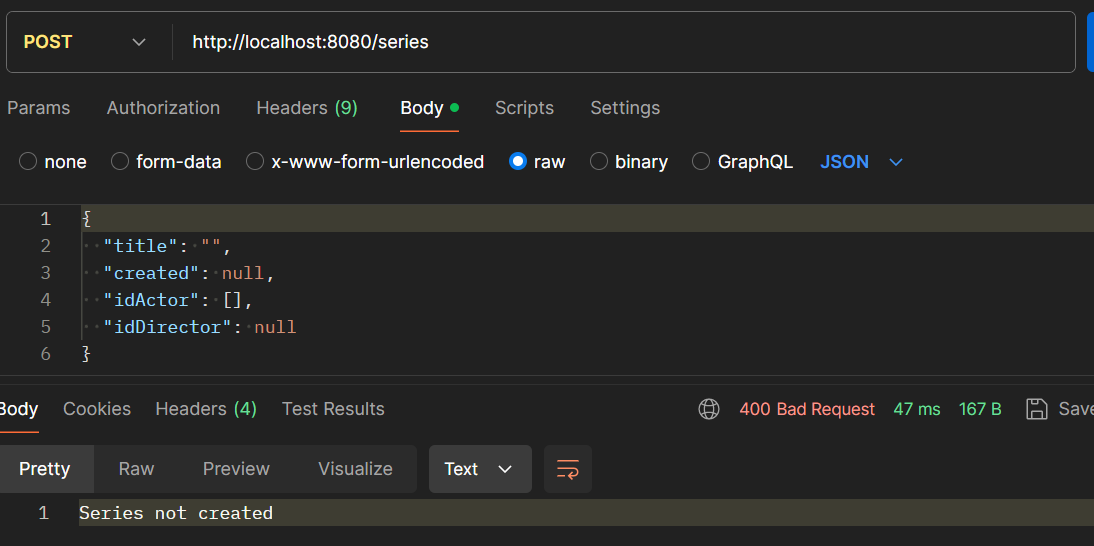 POST http://localhost:8080/series
Params Authorization Headers (9) Body Scripts Settings
none form-data x-www-form-urlencoded raw binary GraphQL JSON
1 {
2 "title": "",
3 "created": null,
4 "idActor": [],
5 "idDirector": null
6 }
Body Cookies Headers (4) Test Results 400 Bad Request 47 ms 167 B Save
Pretty Raw Preview Visualize Text
1 Series not created